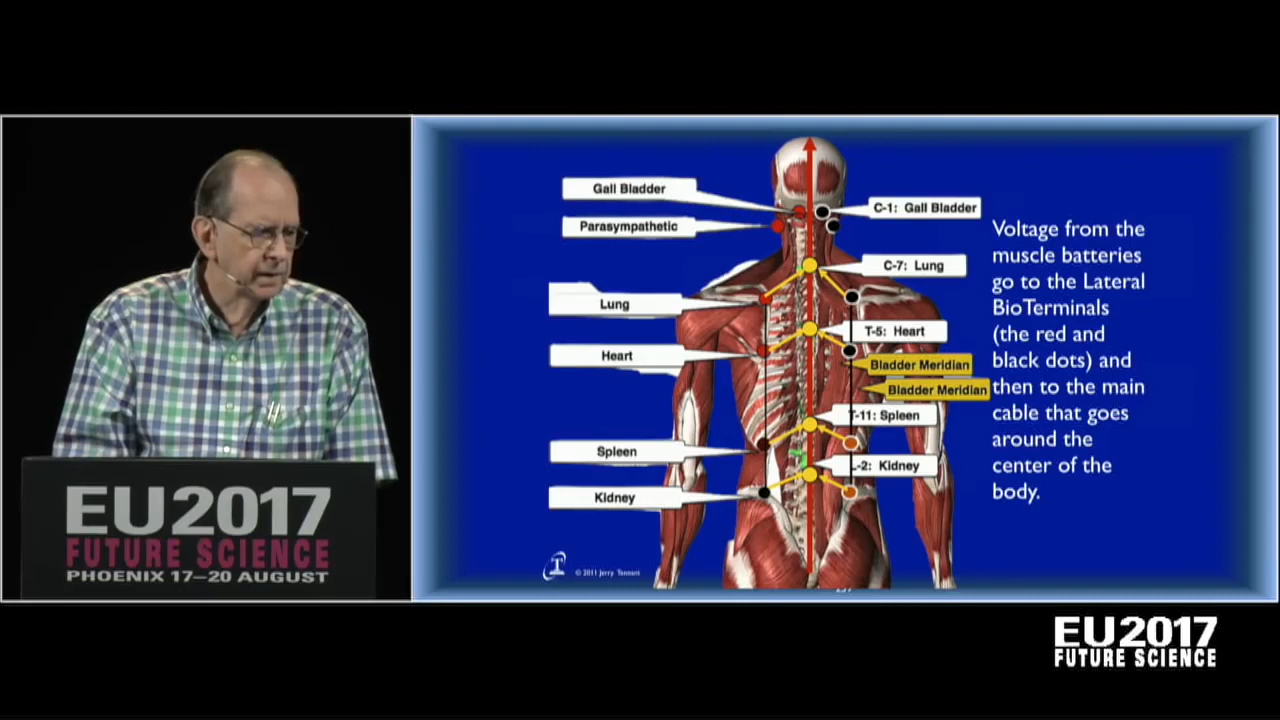 Gall Bladder
C-1: Gall Bladder
Parasympathetic
C-7: Lung
Lung
T-5: Heart
Heart
Bladder Meridian
Bladder Meridian
T-11: Spleen
Spleen
L-2: Kidney
Kidney
Voltage from the
muscle batteries
go to the Lateral
BioTerminals
(the red and
black dots) and
then to the main
cable that goes
around the
center of the
body.
© 2011 Jerry Tennant
EU2017
FUTURE SCIENCE
PHOENIX 17–20 AUGUST
EU2017
FUTURE SCIENCE